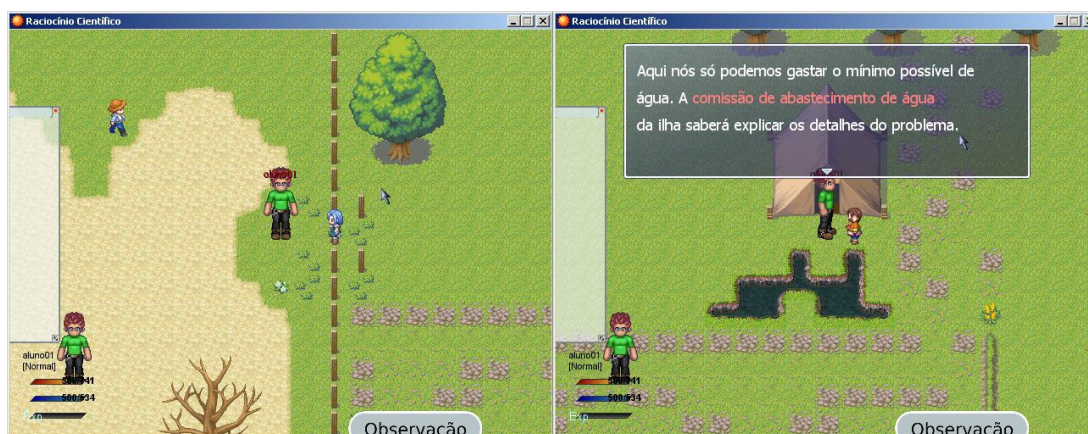 Raciocínio Científico
aluno01
aluno01
[Normal]
500/941
500/534
Exp
Observação
Raciocínio Científico
Aqui nós só podemos gastar o mínimo possível de
água. A comissão de abastecimento de água
da ilha saberá explicar os detalhes do problema.
aluno01
[Normal]
500/534
Exp
Observação